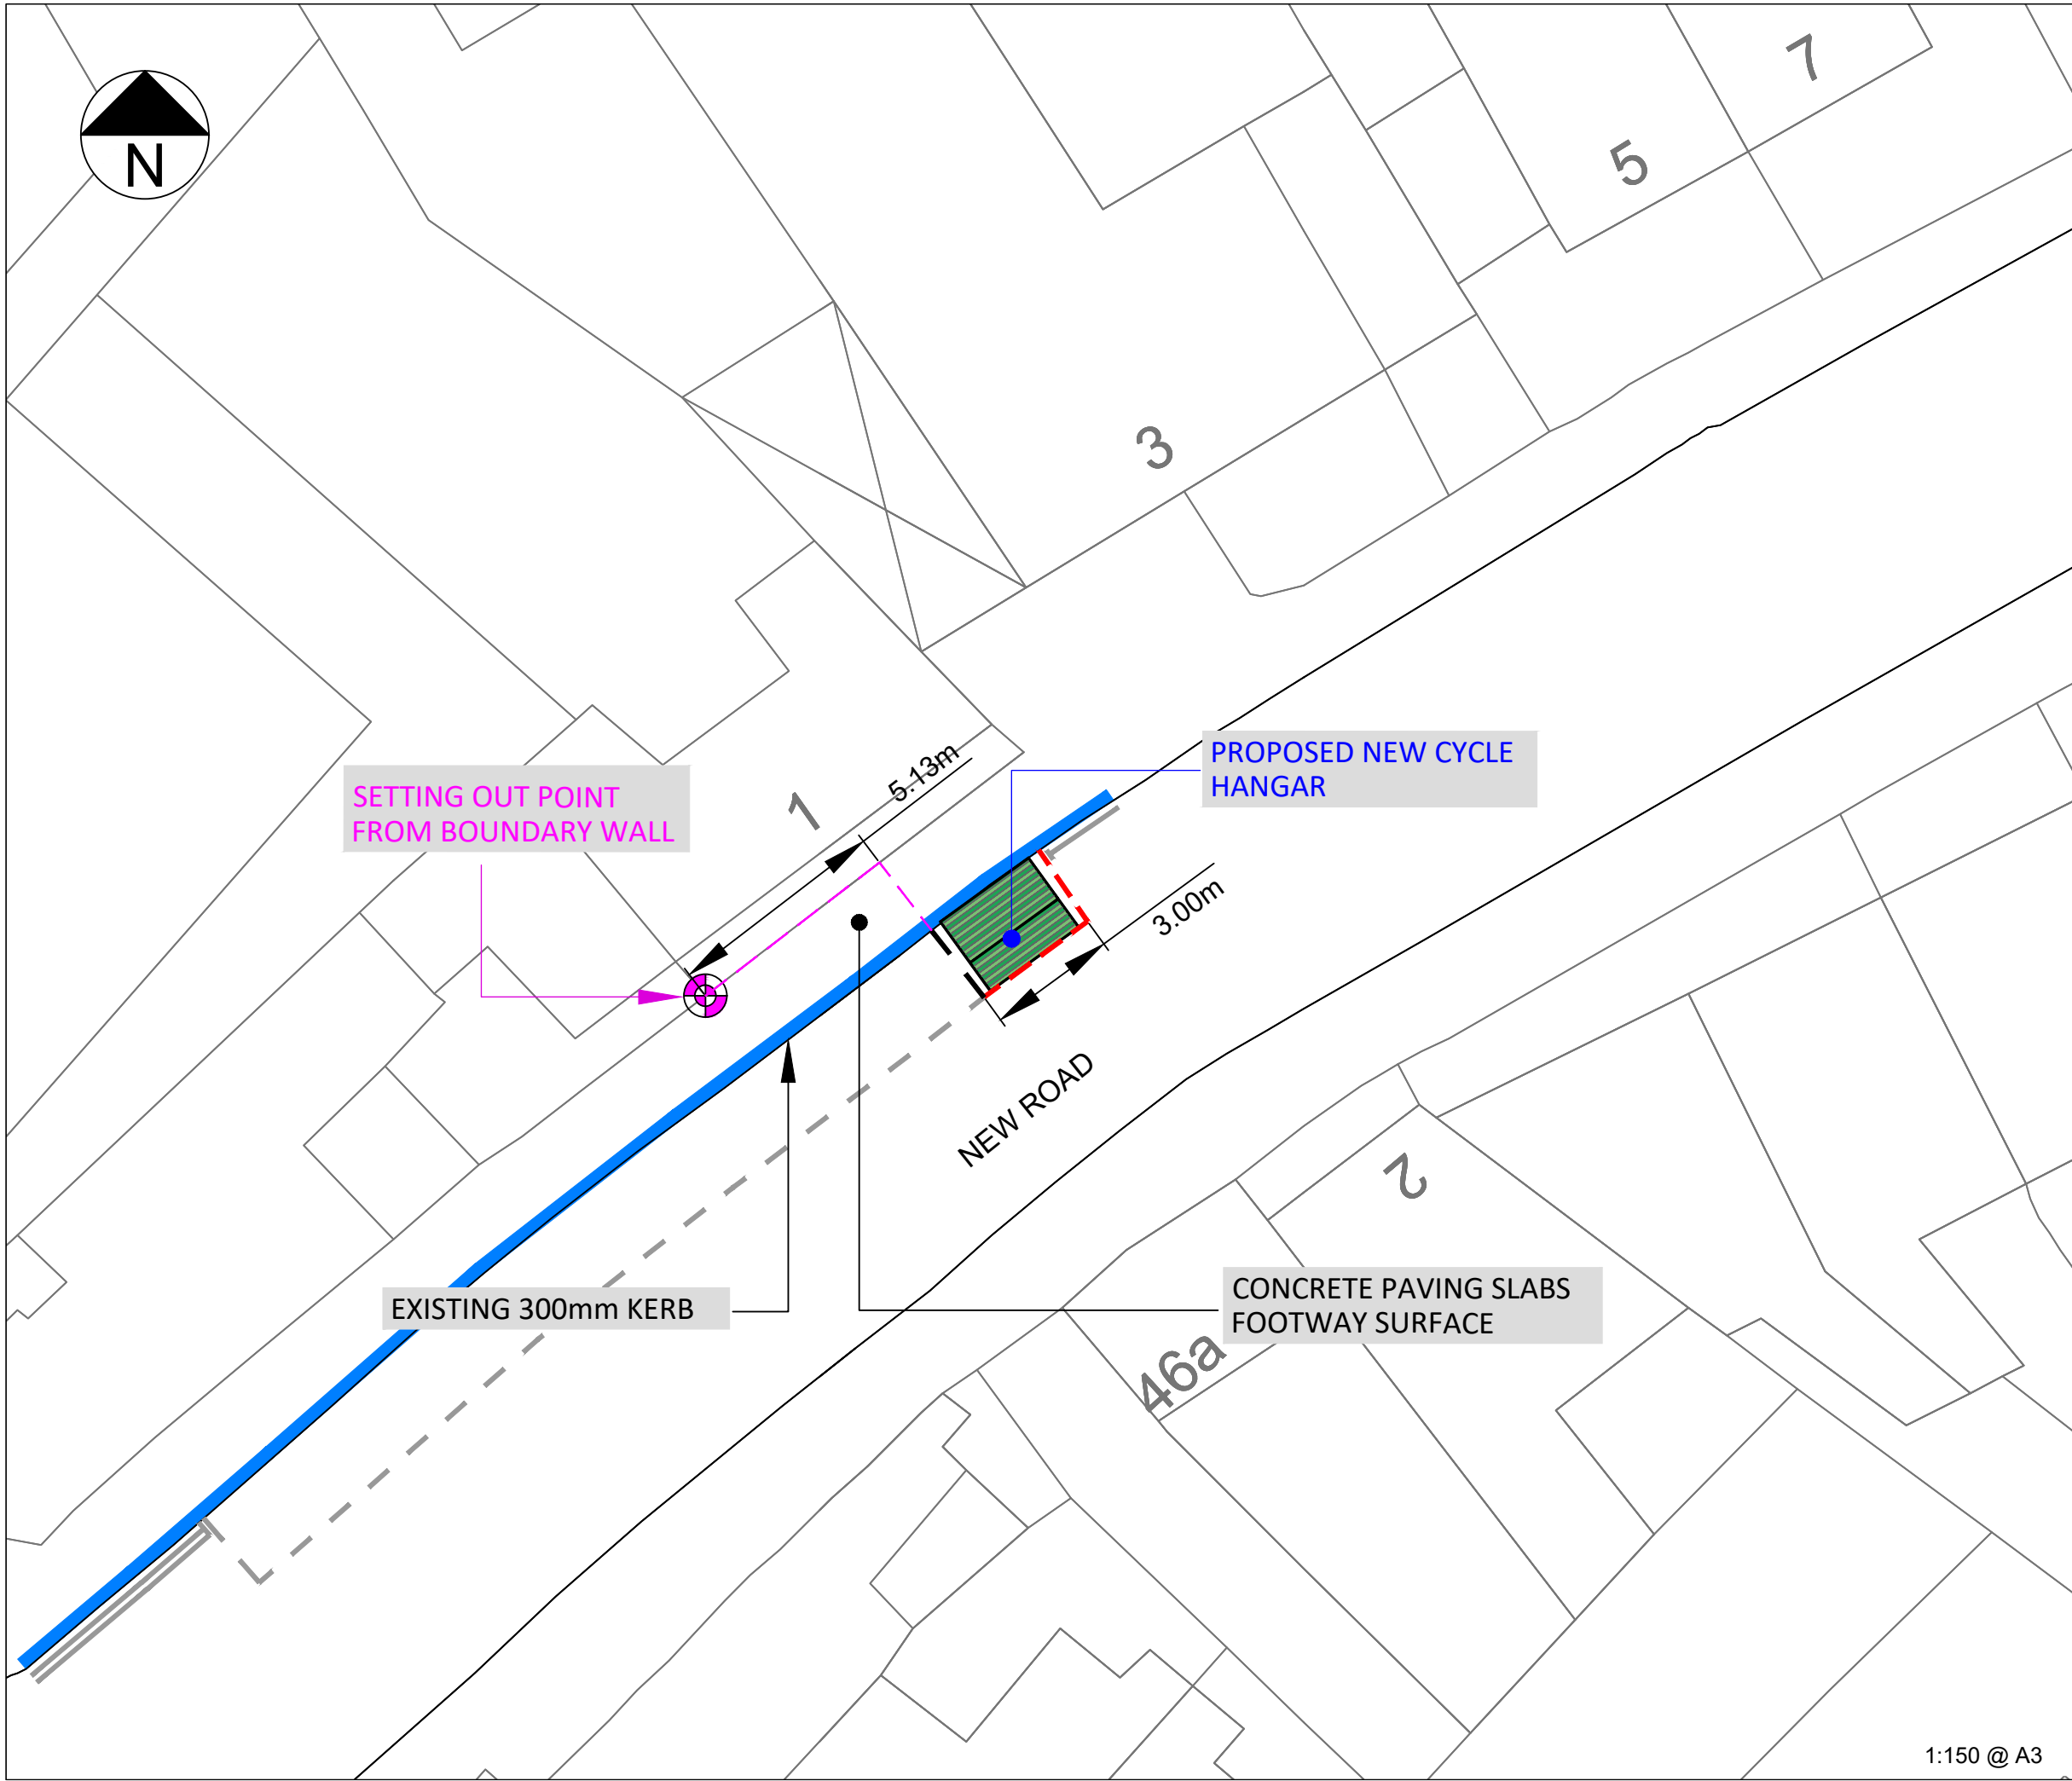 N
7
5
3
PROPOSED NEW CYCLE
HANGAR
5.13m
SETTING OUT POINT
FROM BOUNDARY WALL
1
3.00m
NEW ROAD
2
EXISTING 300mm KERB
CONCRETE PAVING SLABS
FOOTWAY SURFACE
46a
1:150 @ A3